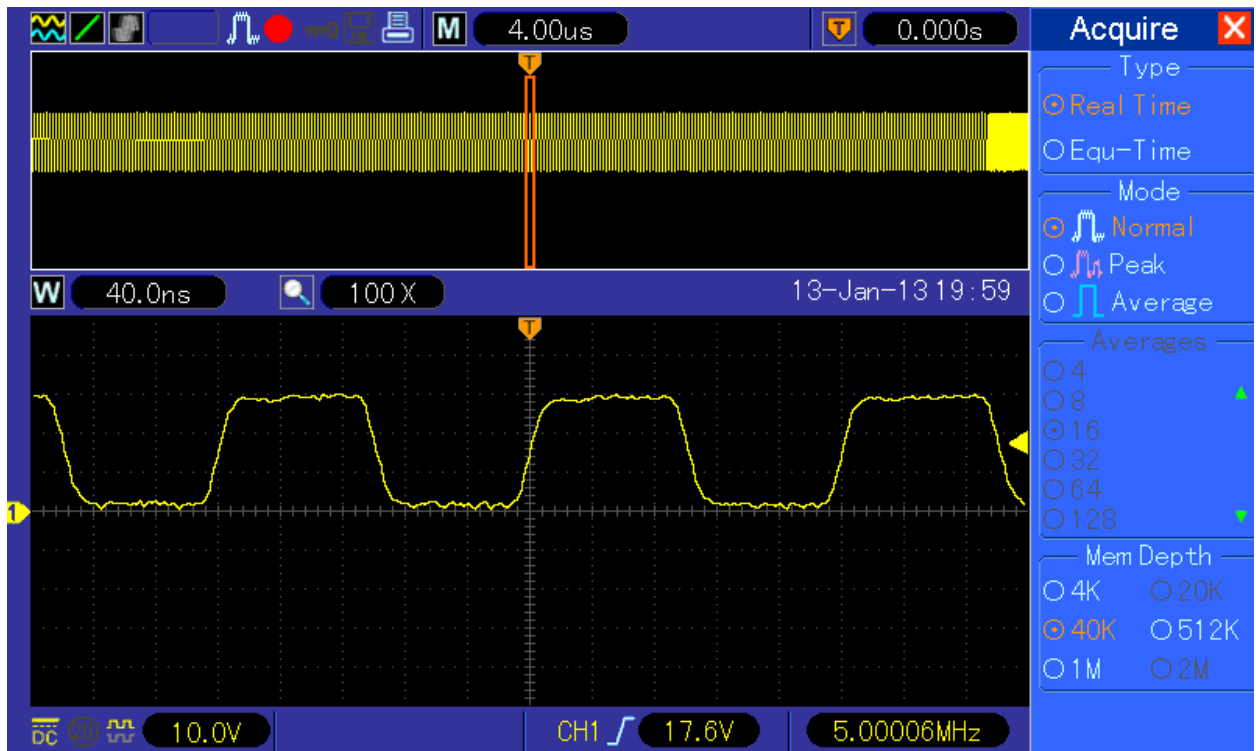 M 4.00us T 0.000s
Acquire X
T
Type
Real Time
Equ-Time
Mode
Normal
Peak
Average
W 40.0ns 100X 13-Jan-13 19:59
T
Averages
4
8
16
32
64
128
1
Mem Depth
4K 20K
40K 512K
1M 2M
DC 20 10.0V CH1 17.6V 5.00006MHz